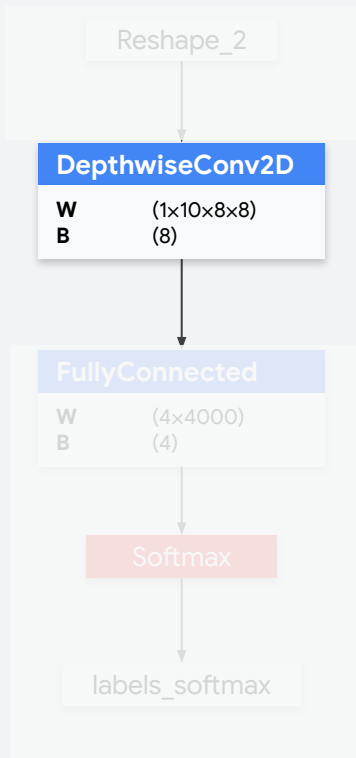 Reshape_2
DepthwiseConv2D
W (1×10×8×8)
B (8)
FullyConnected
W (4×4000)
B (4)
Softmax
labels_softmax